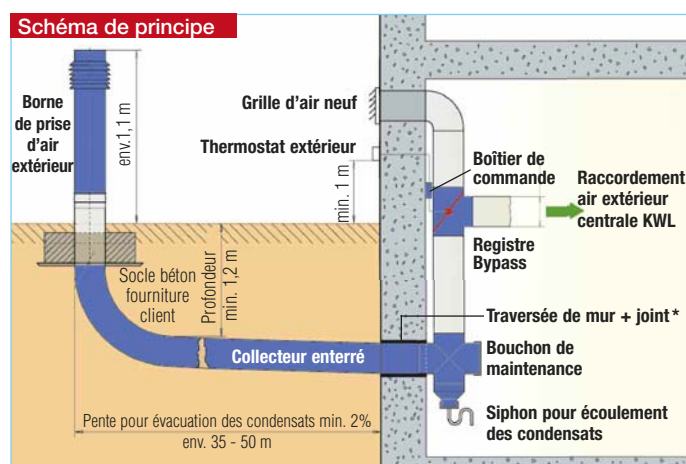 Schéma de principe
Borne
de prise
d'air
extérieur
env.1,1 m
Grille d'air neuf
Thermostat extérieur
min. 1 m
Boîtier de
commande
Raccordement
air extérieur
centrale KWL
Registre
Bypass
Socle béton
fourniture
client
Profondeur
min. 1,2 m
Traversée de mur + joint*
Collecteur enterré
Bouchon de
maintenance
Pente pour évacuation des condensats min. 2%
env. 35 - 50 m
Siphon pour écoulement
des condensats